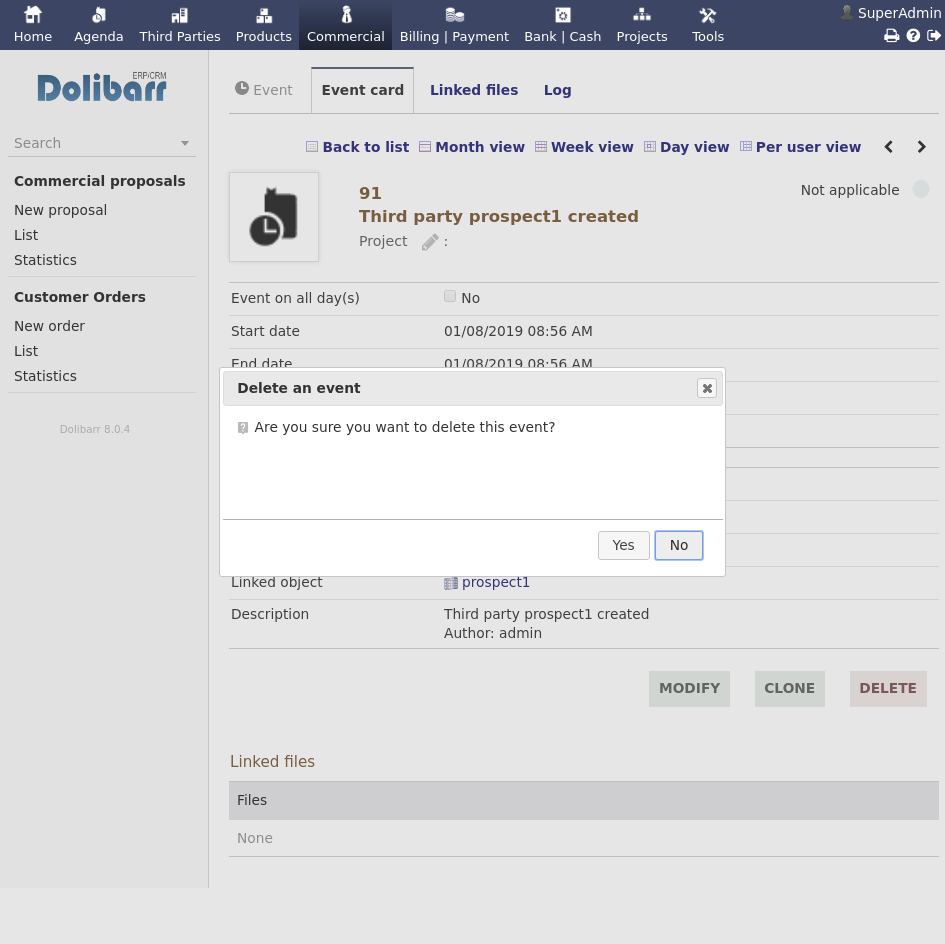 Home
Agenda
Third Parties
Products
Commercial
Billing | Payment
Bank | Cash
Projects
Tools
SuperAdmin
Dolibarr ERP/CRM
Search
Commercial proposals
New proposal
List
Statistics
Customer Orders
New order
List
Statistics
Dolibarr 8.0.4
Event
Event card
Linked files
Log
Back to list
Month view
Week view
Day view
Per user view
91
Not applicable
Third party prospect1 created
Project :
Event on all day(s) No
Start date 01/08/2019 08:56 AM
End date 01/08/2019 08:56 AM
Delete an event
Are you sure you want to delete this event?
Yes
No
Linked object prospect1
Description Third party prospect1 created
Author: admin
MODIFY
CLONE
DELETE
Linked files
Files
None